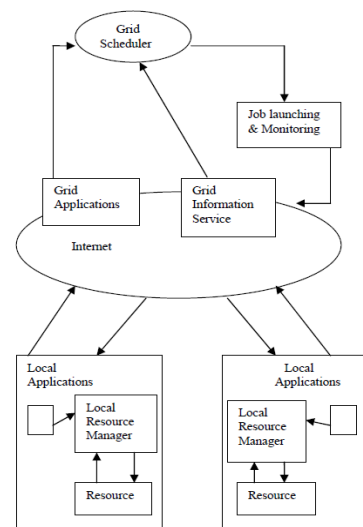 Grid
Scheduler
Job launching
& Monitoring
Grid
Applications
Grid
Information
Service
Internet
Local
Applications
Local
Resource
Manager
Resource
Local
Applications
Local
Resource
Manager
Resource